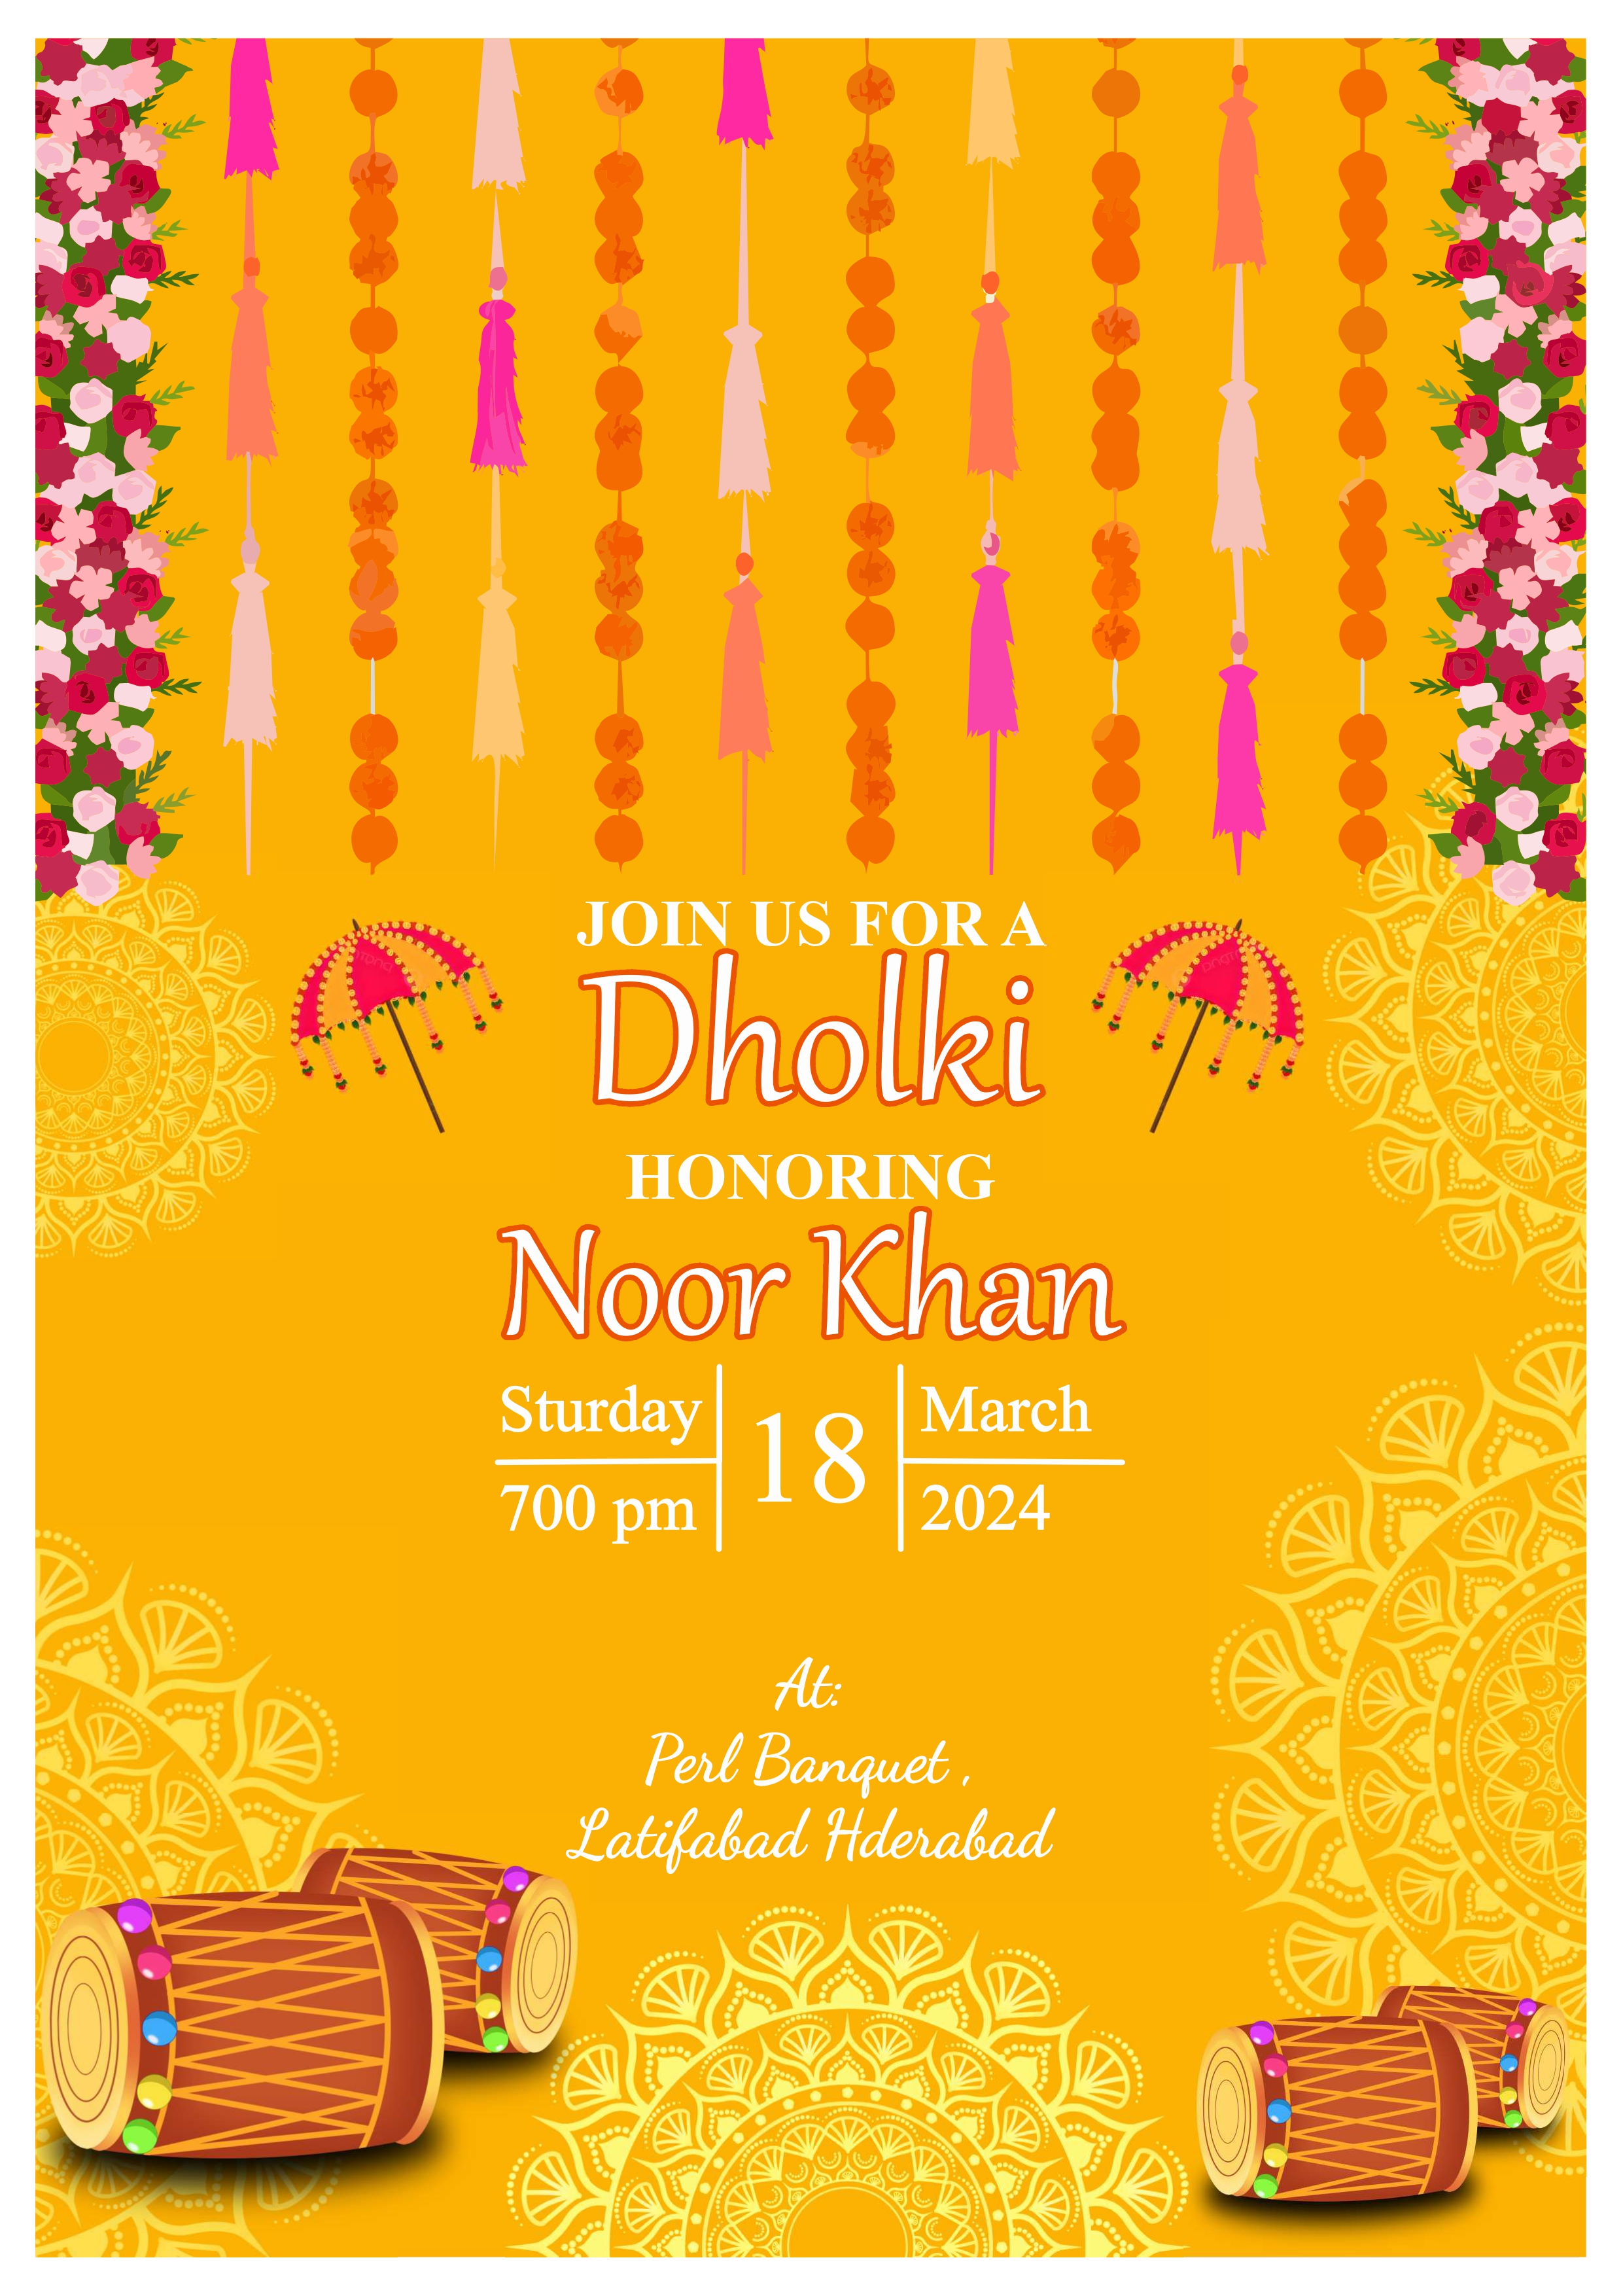 JOIN US FOR A
Dholki
HONORING
Noor Khan
Sturday
700 pm
18
March
2024
At:
Perl Banquet ,
Latifabad Hderabad